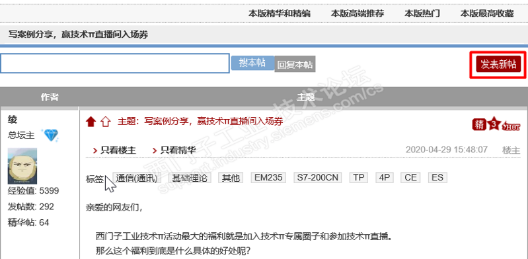 本版精华和精编 本版高端推荐 本版热门 本版最高收藏
写案例分享，赢技术π直播间入场券
搜本帖 回复本帖 发表新帖
作者 主题
绫 主题：写案例分享，赢技术π直播间入场券 精
总坛主
只看楼主 只看精华 2020-04-29 15:48:07 楼主
标签 通信(通讯) 基础理论 其他 EM235 S7-200CN TP 4P CE ES
经验值: 5399
发帖数: 292
精华帖: 64
亲爱的网友们，
西门子工业技术π活动最大的福利就是加入技术π专属圈子和参加技术π直播。
那么这个福利到底是什么具体的好处呢?